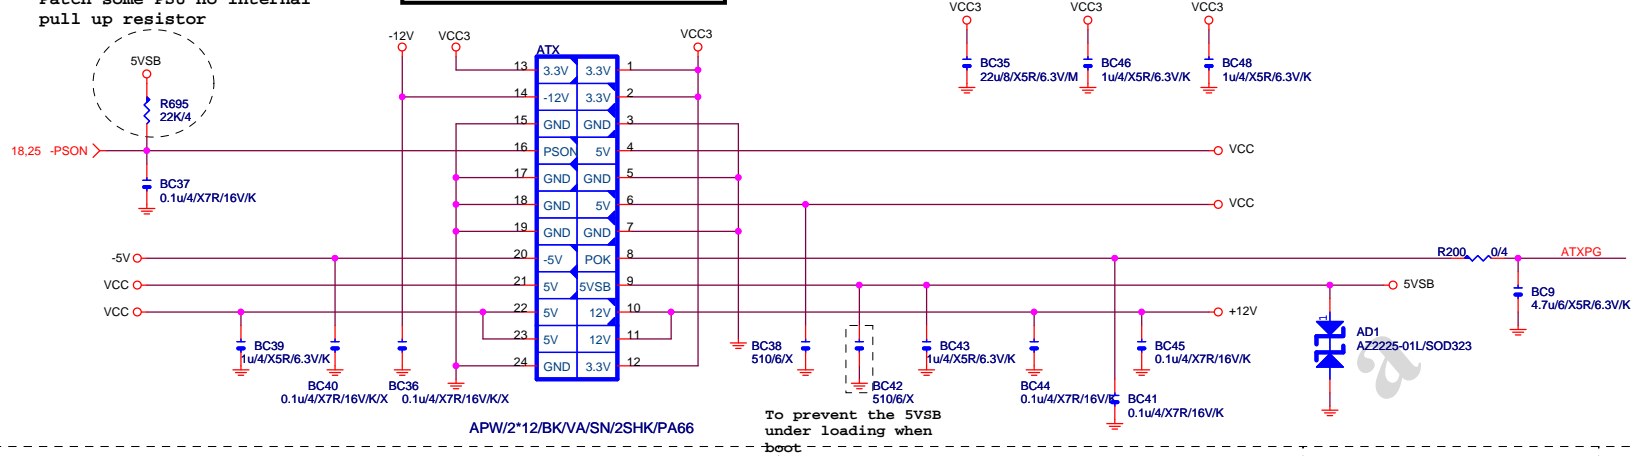 Patch some PSU no internal
pull up resistor
5VSB
R695
22K/4
18,25 -PSON
BC37
0.1u/4/X7R/16V/K
-12V
VCC3
ATX
VCC3
13 3.3V 3.3V 1
14 -12V 3.3V 2
15 GND GND 3
16 PSON 5V 4
17 GND GND 5
18 GND 5V 6
19 GND GND 7
20 -5V POK 8
21 5V 5VSB 9
22 5V 12V 10
23 5V 12V 11
24 GND 3.3V 12
APW/2*12/BK/VA/SN/2SHK/PA66
-5V
VCC
VCC
BC39
1u/4/X5R/6.3V/K
BC40
0.1u/4/X7R/16V/K/X
BC36
0.1u/4/X7R/16V/K/X
VCC3
BC35
22u/8/X5R/6.3V/M
VCC3
BC46
1u/4/X5R/6.3V/K
VCC3
BC48
1u/4/X5R/6.3V/K
VCC
VCC
R200 0/4
ATXPG
5VSB
BC9
4.7u/6/X5R/6.3V/K
+12V
BC38
510/6/X
BC42
510/6/X
BC43
1u/4/X5R/6.3V/K
BC44
0.1u/4/X7R/16V/K
BC45
0.1u/4/X7R/16V/K
BC41
0.1u/4/X7R/16V/K
1
AD1
AZ2225-01L/SOD323
a
To prevent the 5VSB
under loading when
boot